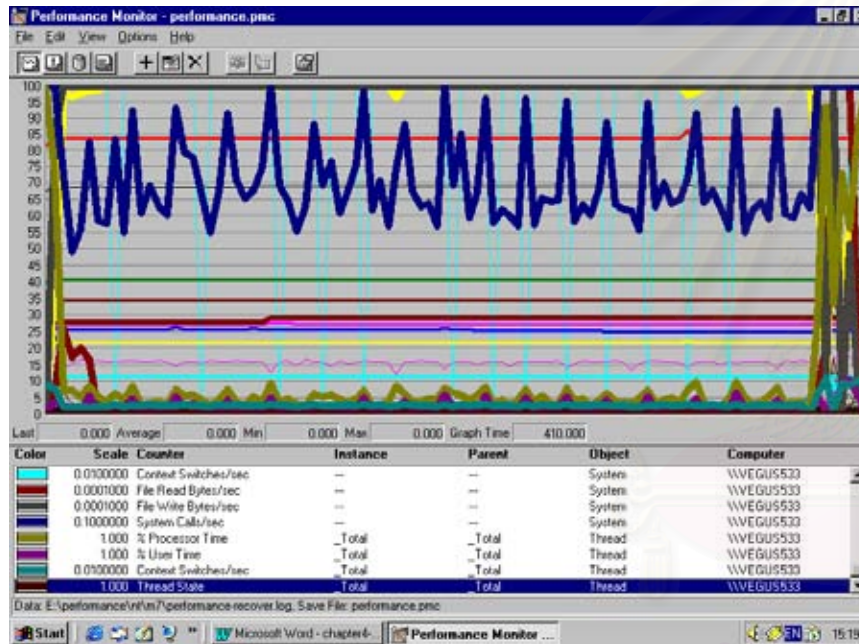 Performance Monitor - performance.pmc
File Edit View Options Help
100
95
90
85
80
75
70
65
60
55
50
45
40
35
30
25
20
15
10
5
0
Last 0.000 Average 0.000 Min 0.000 Max 0.000 Graph Time 410.000
Color Scale Counter Instance Parent Object Computer
0.0100000 Context Switches/sec -- -- System \\VEGUS533
0.0001000 File Read Bytes/sec -- -- System \\VEGUS533
0.0001000 File Write Bytes/sec -- -- System \\VEGUS533
0.1000000 System Calls/sec -- -- System \\VEGUS533
1.000 % Processor Time _Total _Total Thread \\VEGUS533
1.000 % User Time _Total _Total Thread \\VEGUS533
0.0100000 Context Switches/sec _Total _Total Thread \\VEGUS533
1.000 Thread State _Total _Total Thread \\VEGUS533
Data: E:\performance\nt\m7\performance-recover.log, Save File: performance.pmc
Start Microsoft Word - chapter4-... Performance Monitor ... EN